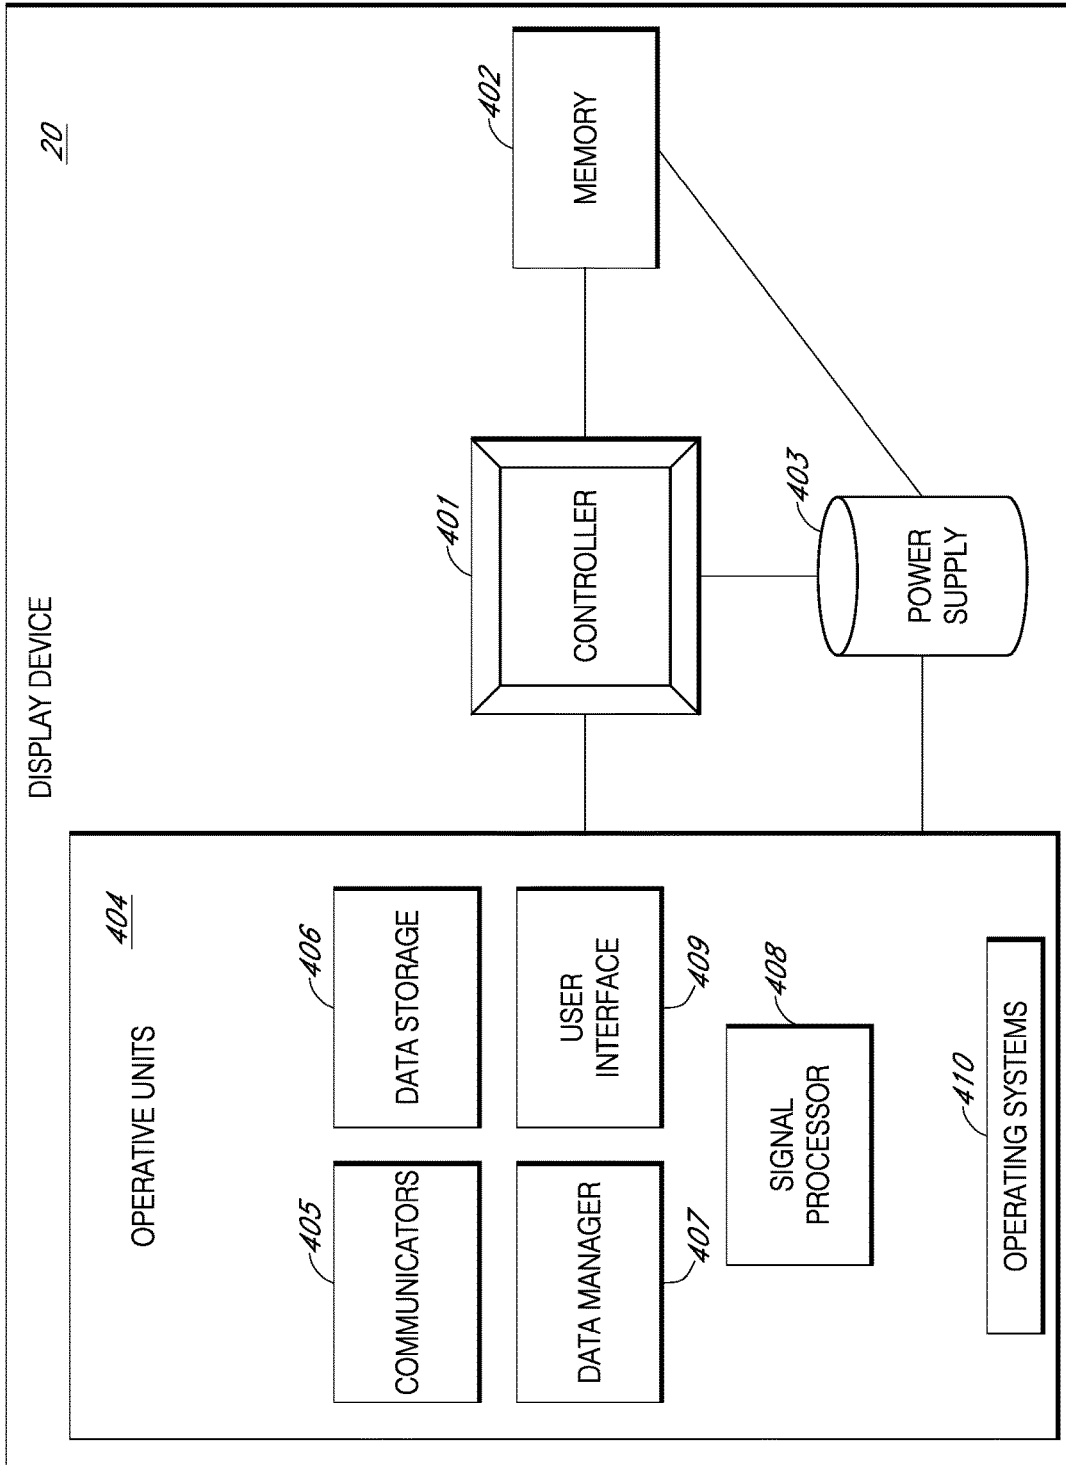 DISPLAY DEVICE
20
OPERATIVE UNITS
404
405
COMMUNICATORS
406
DATA STORAGE
DATA MANAGER
407
USER
INTERFACE
409
SIGNAL
PROCESSOR
408
OPERATING SYSTEMS
410
401
CONTROLLER
402
MEMORY
403
POWER
SUPPLY